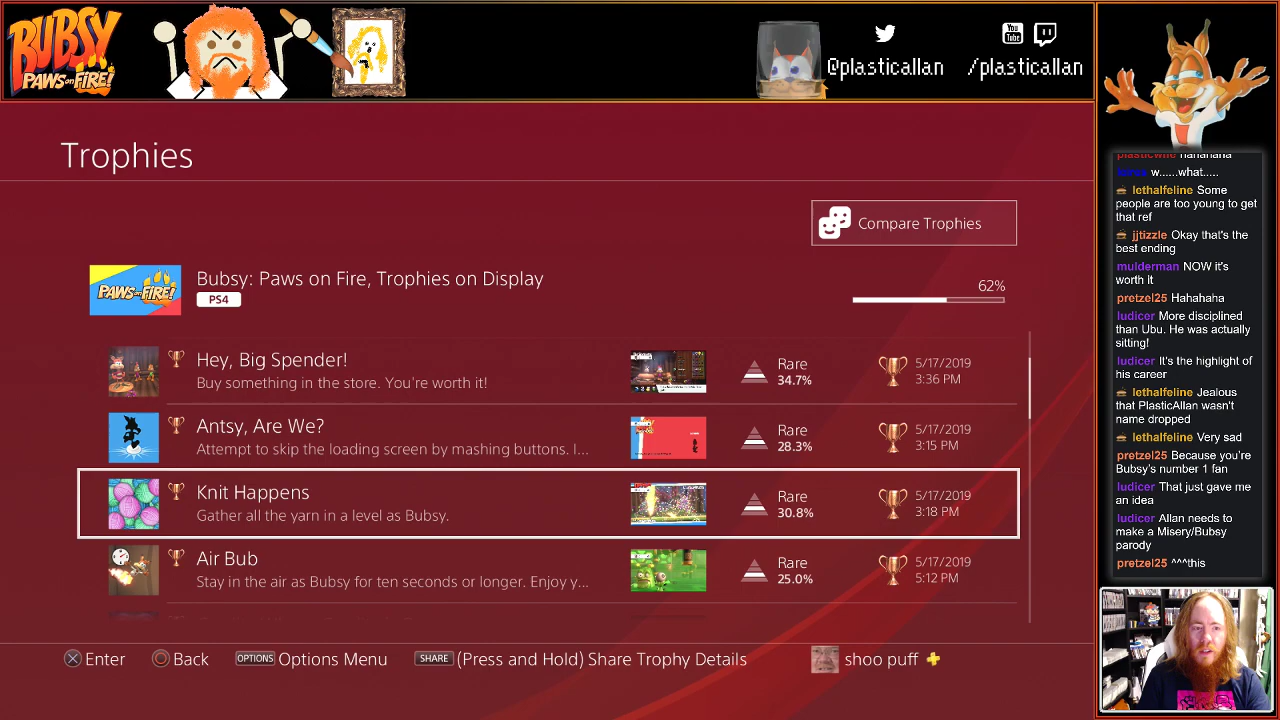 BUBSY
PAWS on FIRE!
@plasticallan
You Tube
/plasticallan
Trophies
Compare Trophies
PAWS on FIRE!
Bubsy: Paws on Fire, Trophies on Display
PS4
62%
Hey, Big Spender!
Buy something in the store. You're worth it!
Rare
34.7%
5/17/2019
3:36 PM
Antsy, Are We?
Attempt to skip the loading screen by mashing buttons. I...
Rare
28.3%
5/17/2019
3:15 PM
Knit Happens
Gather all the yarn in a level as Bubsy.
Rare
30.8%
5/17/2019
3:18 PM
Air Bub
Stay in the air as Bubsy for ten seconds or longer. Enjoy y...
Rare
25.0%
5/17/2019
5:12 PM
Enter
Back
OPTIONS Options Menu
SHARE (Press and Hold) Share Trophy Details
shoo puff
w......what.....
lethalfeline Some
people are too young to get
that ref
jjtizzle Okay that's the
best ending
mulderman NOW it's
worth it
pretzel25 Hahahaha
ludicer More disciplined
than Ubu. He was actually
sitting!
ludicer It's the highlight of
his career
lethalfeline Jealous
that PlasticAllan wasn't
name dropped
lethalfeline Very sad
pretzel25 Because you're
Bubsy's number 1 fan
ludicer That just gave me
an idea
ludicer Allan needs to
make a Misery/Bubsy
parody
pretzel25 ^^^this